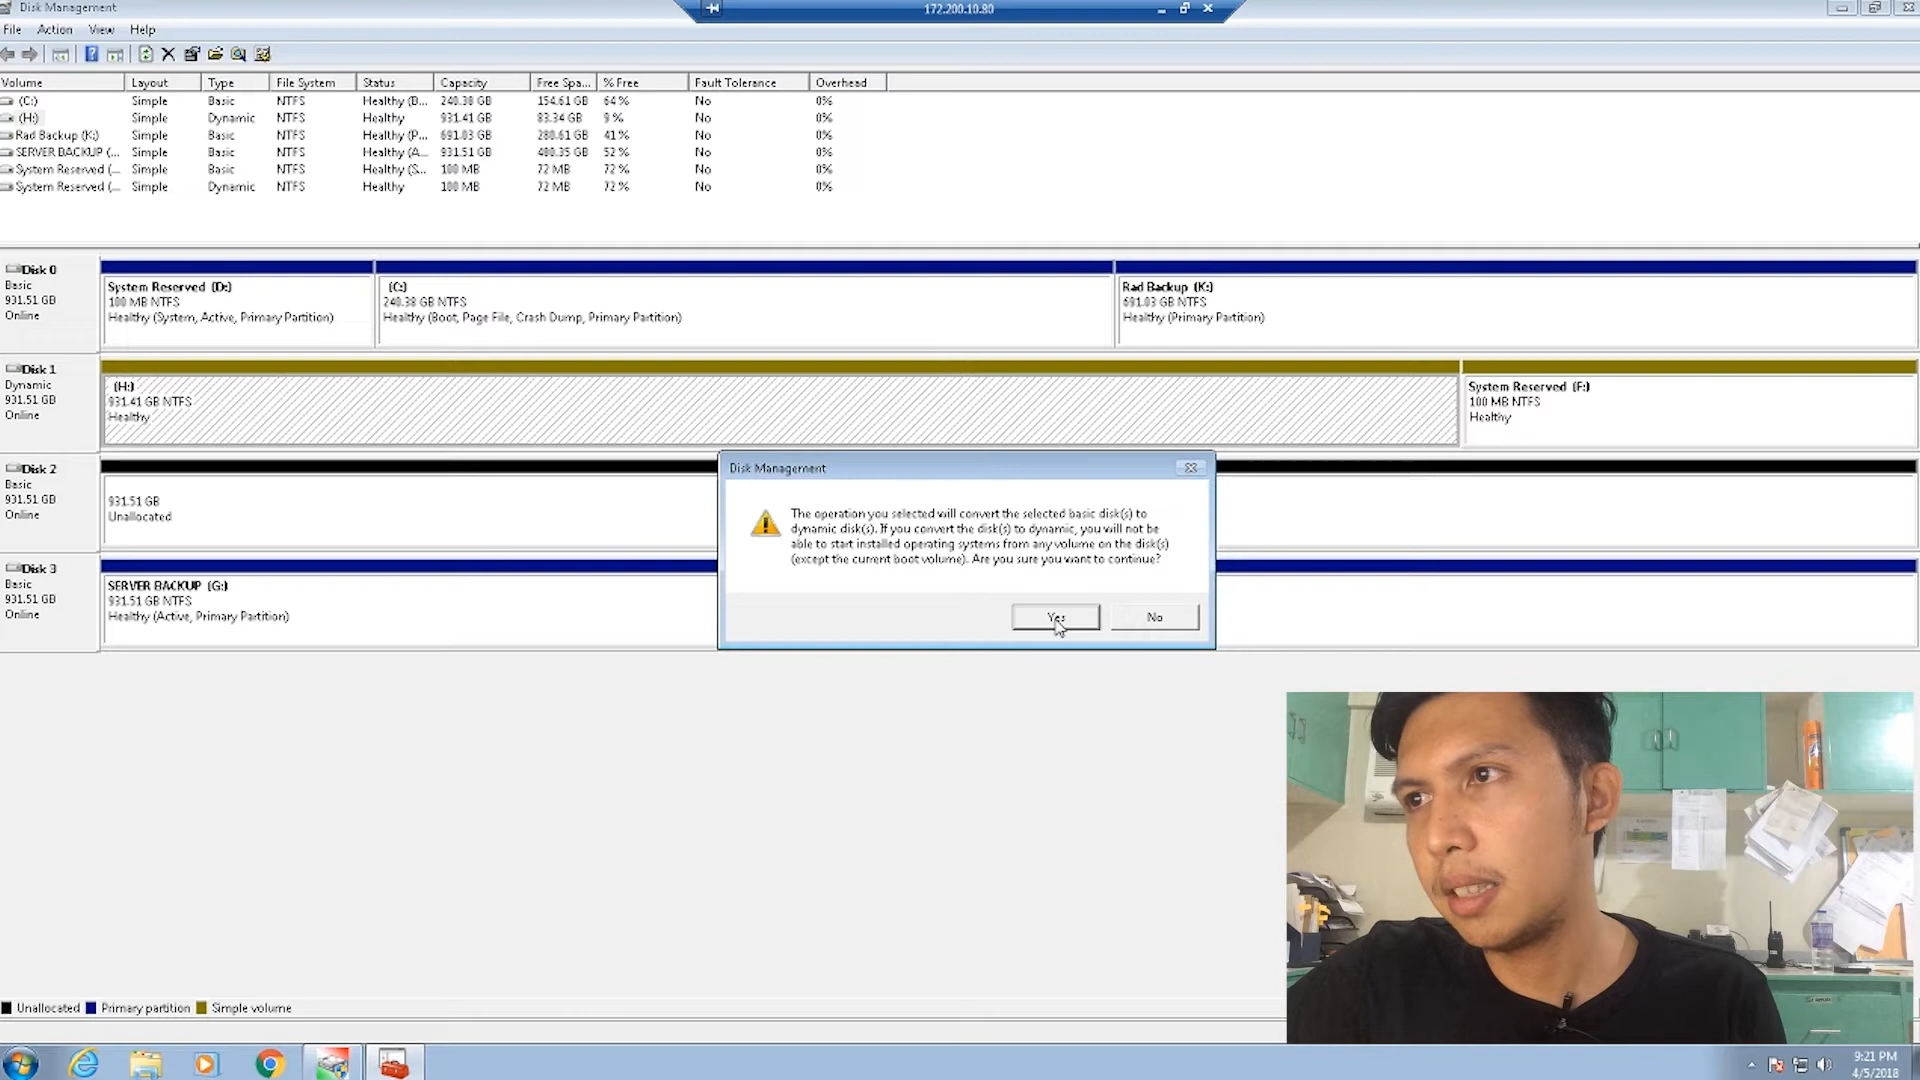 Disk Management
172.200.10.80
File Action View Help
Volume Layout Type File System Status Capacity Free Spa... % Free Fault Tolerance Overhead
(C:) Simple Basic NTFS Healthy (B... 240.38 GB 154.61 GB 64 % No 0%
(H:) Simple Dynamic NTFS Healthy 931.41 GB 83.34 GB 9 % No 0%
Rad Backup (K:) Simple Basic NTFS Healthy (P... 691.03 GB 280.61 GB 41 % No 0%
SERVER BACKUP (... Simple Basic NTFS Healthy (A... 931.51 GB 480.35 GB 52 % No 0%
System Reserved (... Simple Basic NTFS Healthy (S... 100 MB 72 MB 72 % No 0%
System Reserved (... Simple Dynamic NTFS Healthy 100 MB 72 MB 72 % No 0%
Disk 0
Basic
931.51 GB
Online
System Reserved (D:)
100 MB NTFS
Healthy (System, Active, Primary Partition)
(C:)
240.38 GB NTFS
Healthy (Boot, Page File, Crash Dump, Primary Partition)
Rad Backup (K:)
691.03 GB NTFS
Healthy (Primary Partition)
Disk 1
Dynamic
931.51 GB
Online
(H:)
931.41 GB NTFS
Healthy
System Reserved (F:)
100 MB NTFS
Healthy
Disk 2
Basic
931.51 GB
Online
931.51 GB
Unallocated
Disk 3
Basic
931.51 GB
Online
SERVER BACKUP (G:)
931.51 GB NTFS
Healthy (Active, Primary Partition)
Disk Management
The operation you selected will convert the selected basic disk(s) to
dynamic disk(s). If you convert the disk(s) to dynamic, you will not be
able to start installed operating systems from any volume on the disk(s)
(except the current boot volume). Are you sure you want to continue?
Yes No
Unallocated Primary partition Simple volume
9:21 PM
4/5/2018